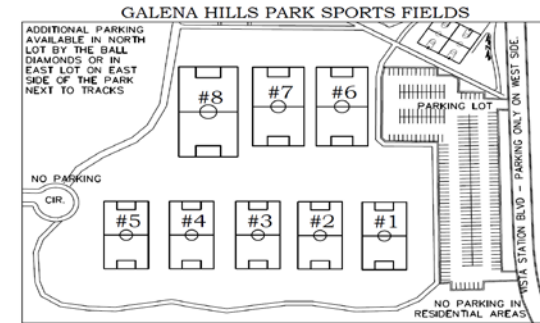 GALENA HILLS PARK SPORTS FIELDS
ADDITIONAL PARKING
AVAILABLE IN NORTH
LOT BY THE BALL
DIAMONDS OR IN
EAST LOT ON EAST
SIDE OF THE PARK
NEXT TO TRACKS
#8
#7
#6
PARKING LOT
NO PARKING
CIR.
#5
#4
#3
#2
#1
VISTA STATION BLVD - PARKING ONLY ON WEST SIDE.
NO PARKING IN
RESIDENTIAL AREAS